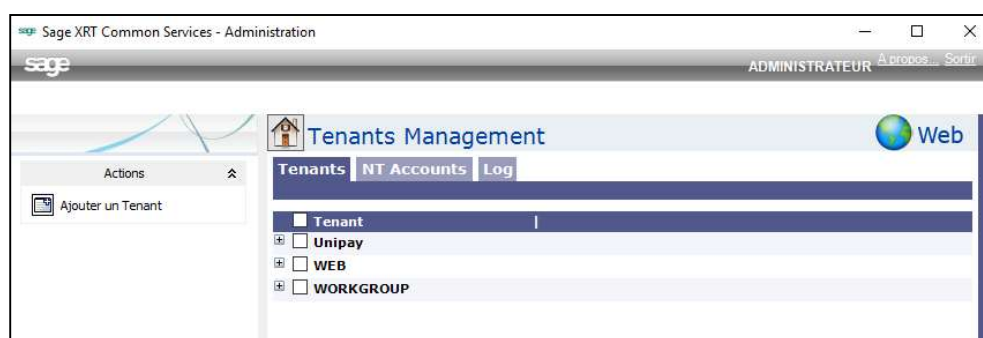 Sage XRT Common Services - Administration
sage
ADMINISTRATEUR A propos... Sortir
Tenants Management
Web
Actions
Tenants NT Accounts Log
Ajouter un Tenant
Tenant
Unipay
WEB
WORKGROUP